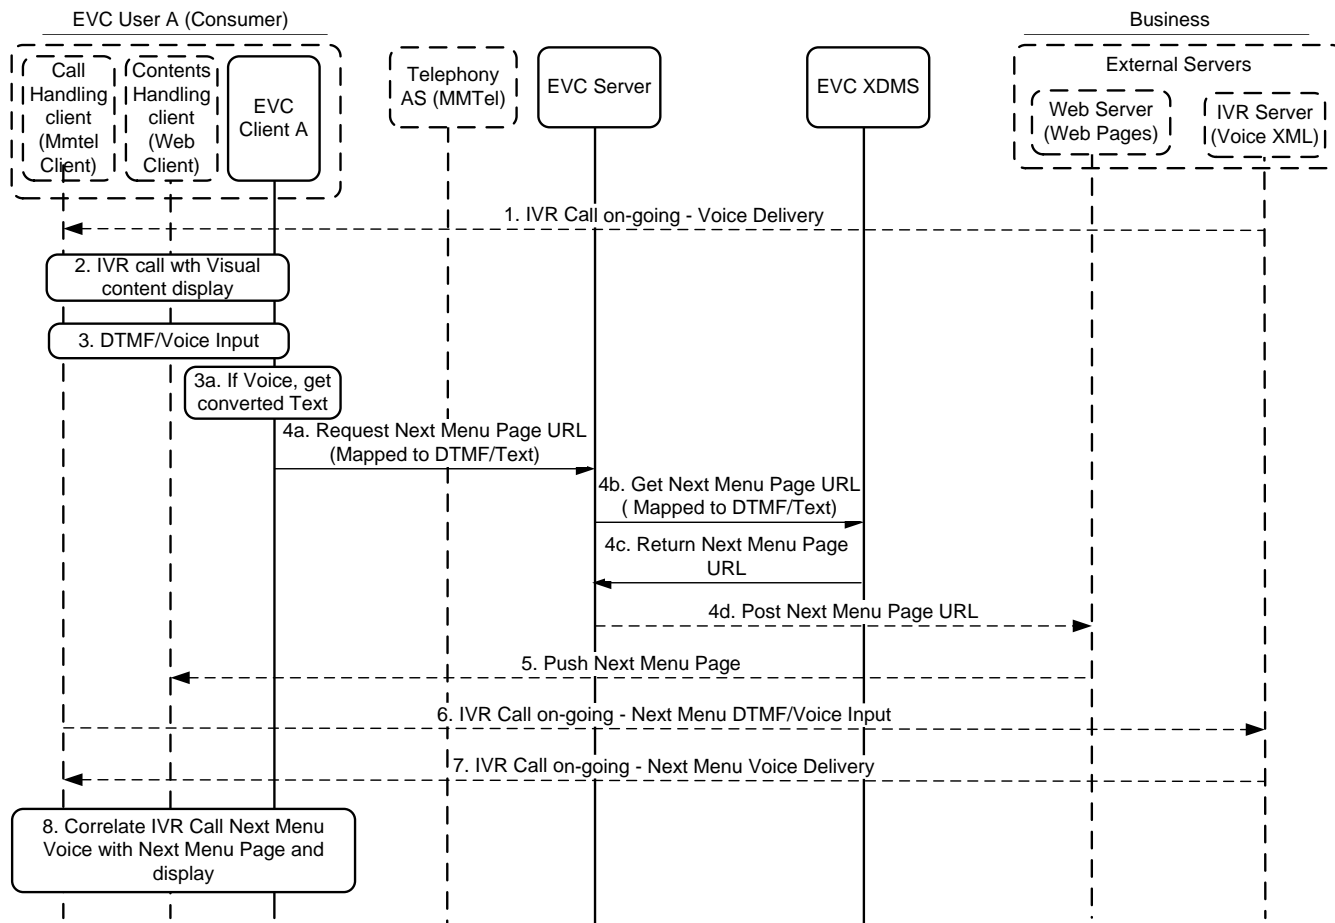 EVC User A (Consumer)
Business
Call
Handling
client
(Mmtel
Client)
Contents
Handling
client
(Web
Client)
EVC
Client A
Telephony
AS (MMTel)
EVC Server
EVC XDMS
External Servers
Web Server
(Web Pages)
IVR Server
(Voice XML)
1. IVR Call on-going - Voice Delivery
2. IVR call wth Visual
content display
3. DTMF/Voice Input
3a. If Voice, get
converted Text
4a. Request Next Menu Page URL
(Mapped to DTMF/Text)
4b. Get Next Menu Page URL
( Mapped to DTMF/Text)
4c. Return Next Menu Page
URL
4d. Post Next Menu Page URL
5. Push Next Menu Page
6. IVR Call on-going - Next Menu DTMF/Voice Input
7. IVR Call on-going - Next Menu Voice Delivery
8. Correlate IVR Call Next Menu
Voice with Next Menu Page and
display